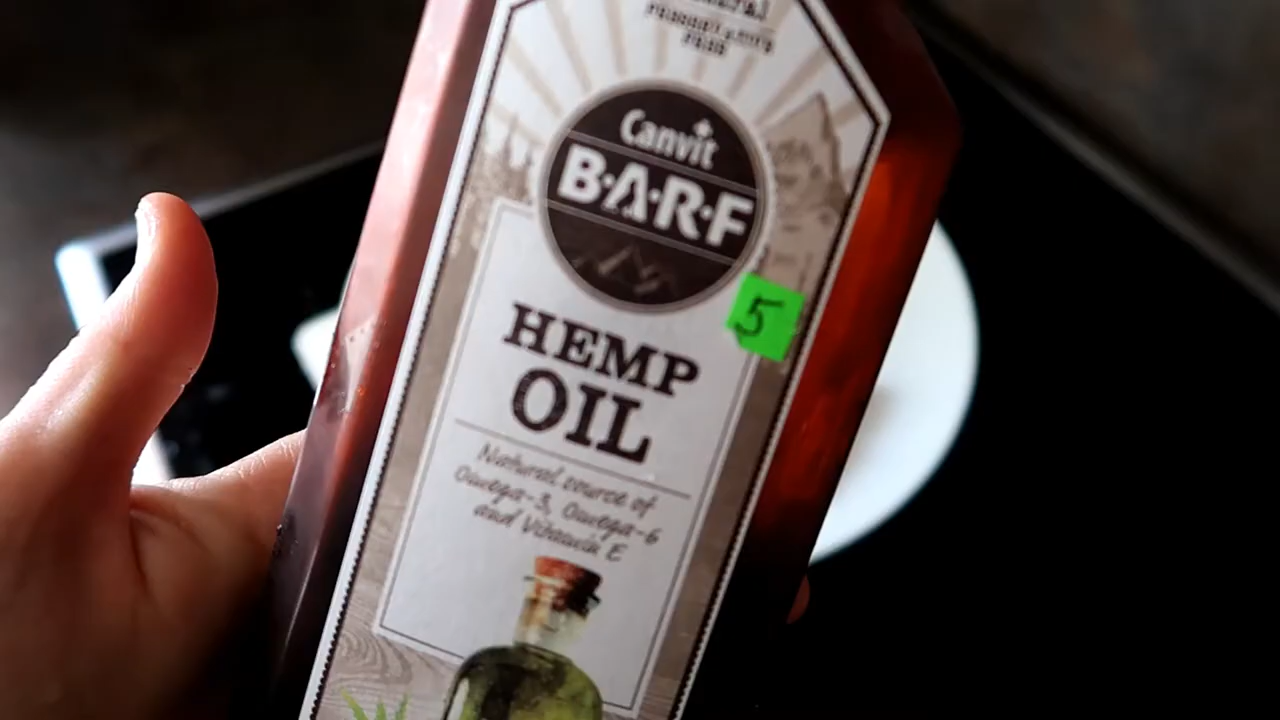 Canvit
B·A·R·F
5
HEMP
OIL
Natural source of
Omega-3, Omega-6
and Vitamin E